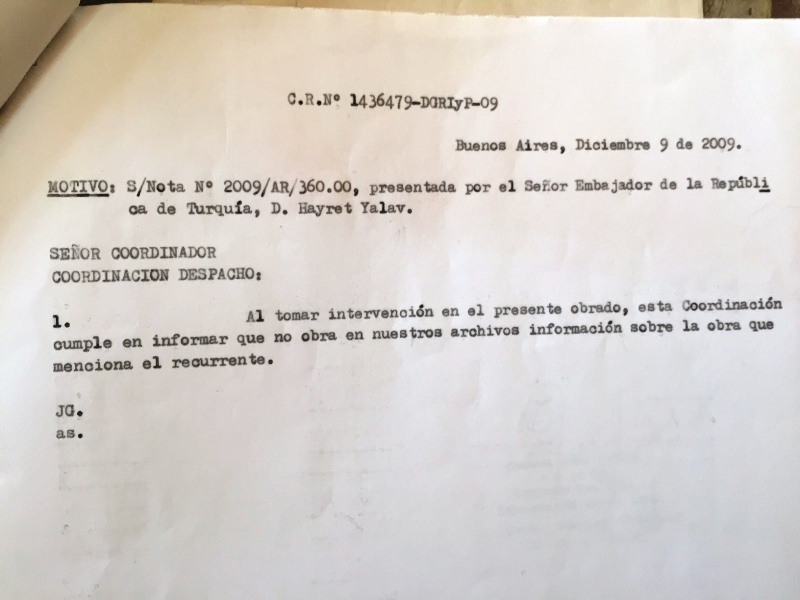 C.R.Nº 1436479-DGRIyP-09
Buenos Aires, Diciembre 9 de 2009.
MOTIVO: S/Nota Nº 2009/AR/360.00, presentada por el Señor Embajador de la Repúbli
ca de Turquía, D. Hayret Yalav.
SEÑOR COORDINADOR
COORDINACION DESPACHO:
1. Al tomar intervención en el presente obrado, esta Coordinación
cumple en informar que no obra en nuestros archivos información sobre la obra que
menciona el recurrente.
JG.
as.